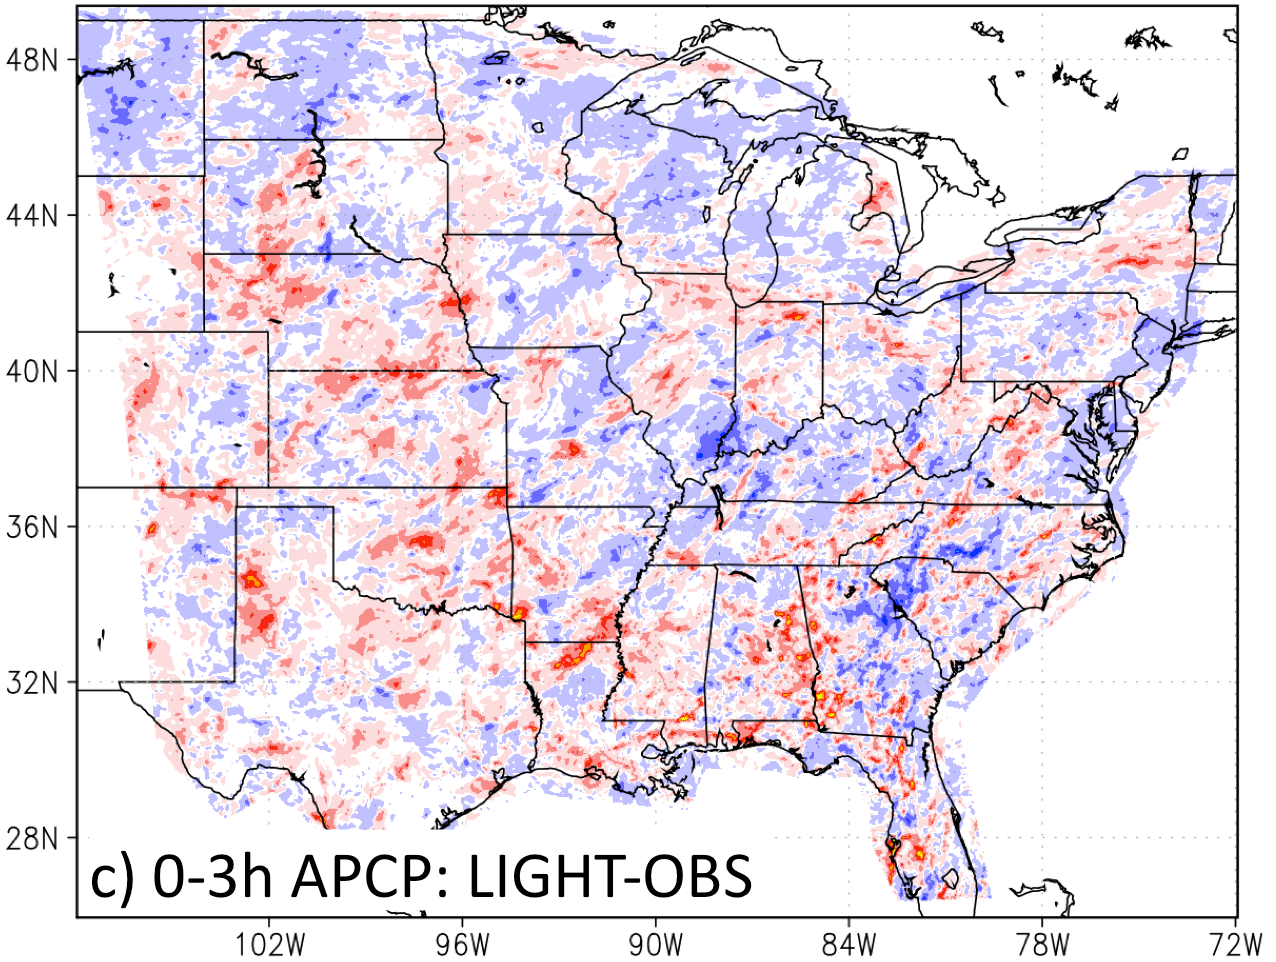 48N
44N
40N
36N
32N
28N
c) 0-3h APCP: LIGHT-OBS
102W 96W 90W 84W 78W 72W